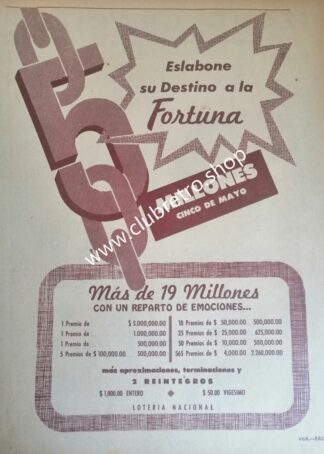 Eslabone
su Destino a la
Fortuna
5
MILLONES
CINCO DE MAYO
www.clubretro.shop
Más de 19 Millones
CON UN REPARTO DE EMOCIONES...
1 Premio de $ 5.000,000.00 18 Premios de $ 50,000.00 500,000.00
1 Premio de 1.000,000.00 25 Premios de $ 25,000.00 625,000.00
1 Premio de 500,000.00 50 Premios de $ 10,000.00 500,000.00
5 Premios de $ 100,000.00 500,000.00 565 Premios de $ 4,000.00 2.260,000.00
más aproximaciones, terminaciones y
2 REINTEGROS
$ 1,000.00 ENTERO $ 50.00 VIGESIMO
LOTERIA NACIONAL